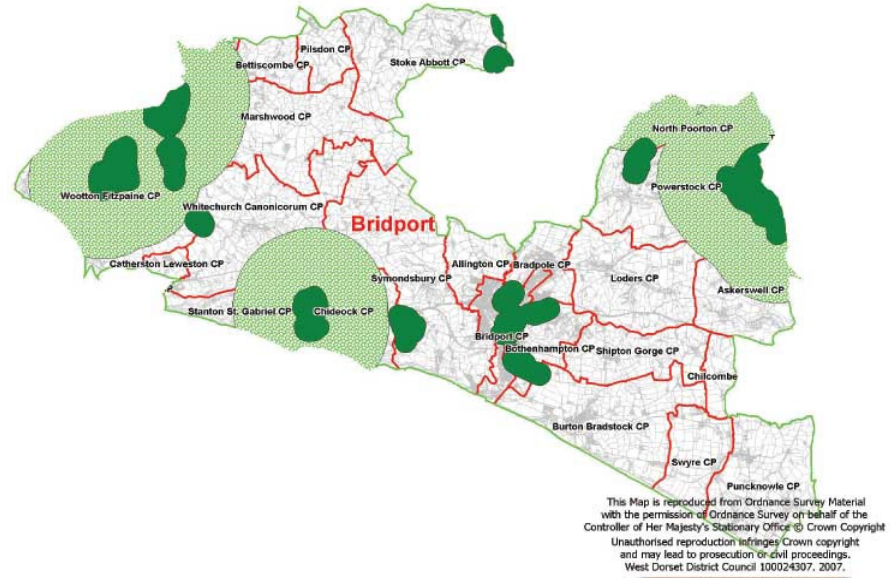 Pilsdon CP
Bettiscombe CP
Stoke Abbott CP
Marshwood CP
North Poorton CP
Powerstock CP
Wootton Fitzpaine CP
Whitechurch Canonicorum CP
Bridport
Catherston Leweston CP
Symondsbury CP
Allington CP
Bradpole CP
Loders CP
Askerswell CP
Stanton St. Gabriel CP
Chideock CP
Bridport CP
Bothenhampton CP
Shipton Gorge CP
Chilcombe
Burton Bradstock CP
Swyre CP
Puncknowle CP
This Map is reproduced from Ordnance Survey Material
with the permission of Ordnance Survey on behalf of the
Controller of Her Majesty's Stationary Office © Crown Copyright
Unauthorised reproduction infringes Crown copyright
and may lead to prosecution or civil proceedings.
West Dorset District Council 100024307. 2007.